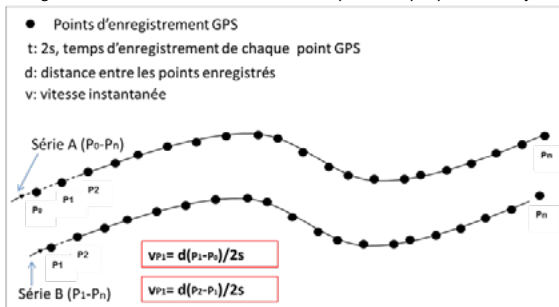 Points d'enregistrement GPS
t: 2s, temps d'enregistrement de chaque point GPS
d: distance entre les points enregistrés
v: vitesse instantanée
Série A (P0-Pn)
Pn
P2
P1
P0
Pn
P2
P1
vP1= d(P1-P0)/2s
Série B (P1-Pn)
vP1= d(P2-P1)/2s